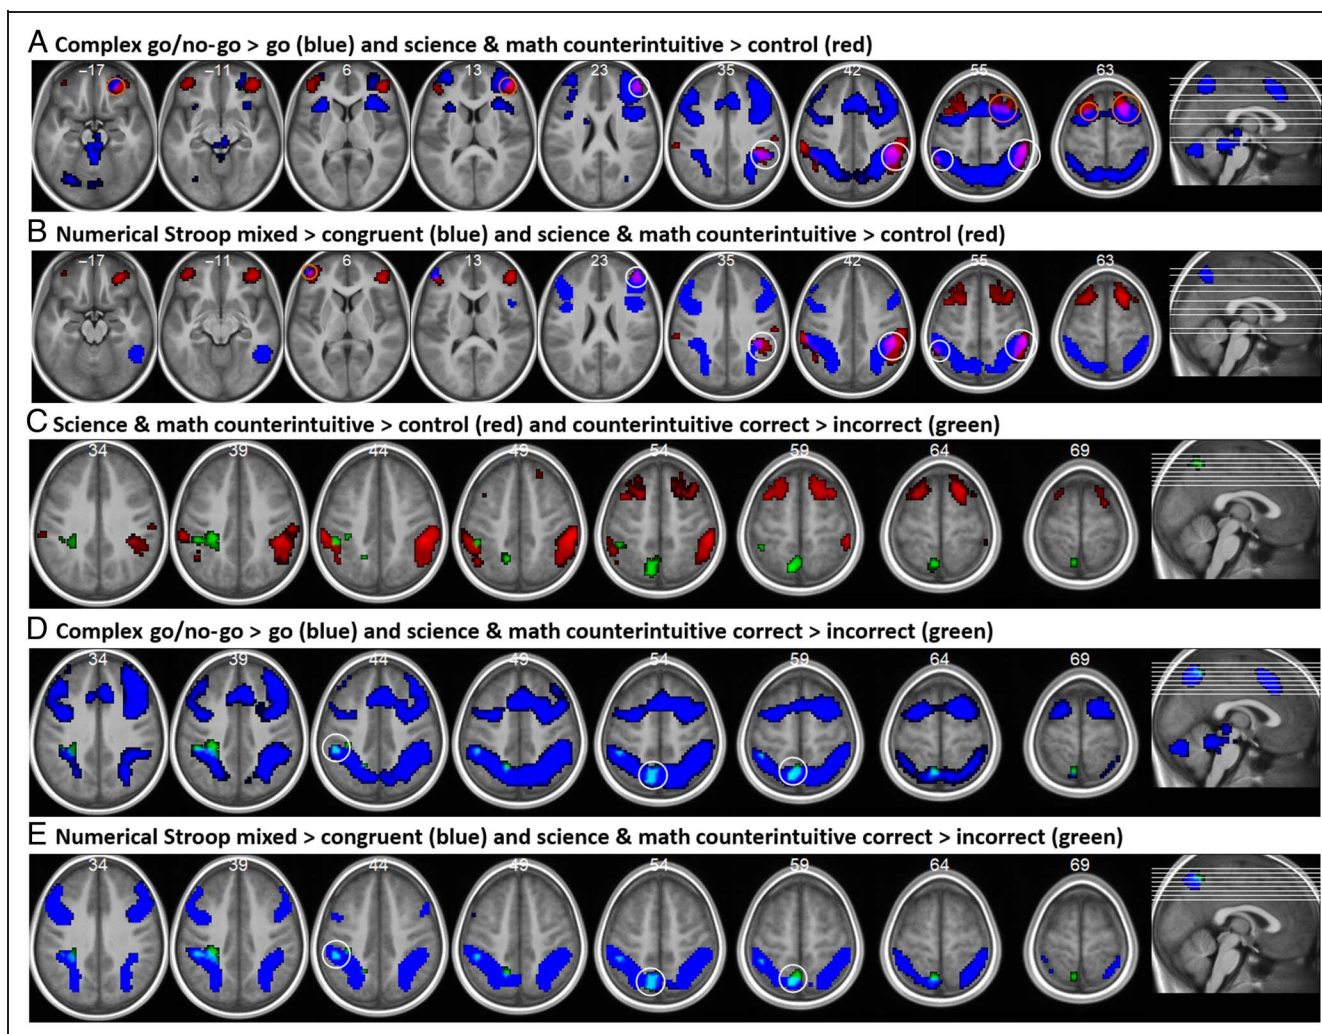 A Complex go/no-go > go (blue) and science & math counterintuitive > control (red)
−17 −11 6 13 23 35 42 55 63
B Numerical Stroop mixed > congruent (blue) and science & math counterintuitive > control (red)
−17 −11 6 13 23 35 42 55 63
C Science & math counterintuitive > control (red) and counterintuitive correct > incorrect (green)
34 39 44 49 54 59 64 69
D Complex go/no-go > go (blue) and science & math counterintuitive correct > incorrect (green)
34 39 44 49 54 59 64 69
E Numerical Stroop mixed > congruent (blue) and science & math counterintuitive correct > incorrect (green)
34 39 44 49 54 59 64 69